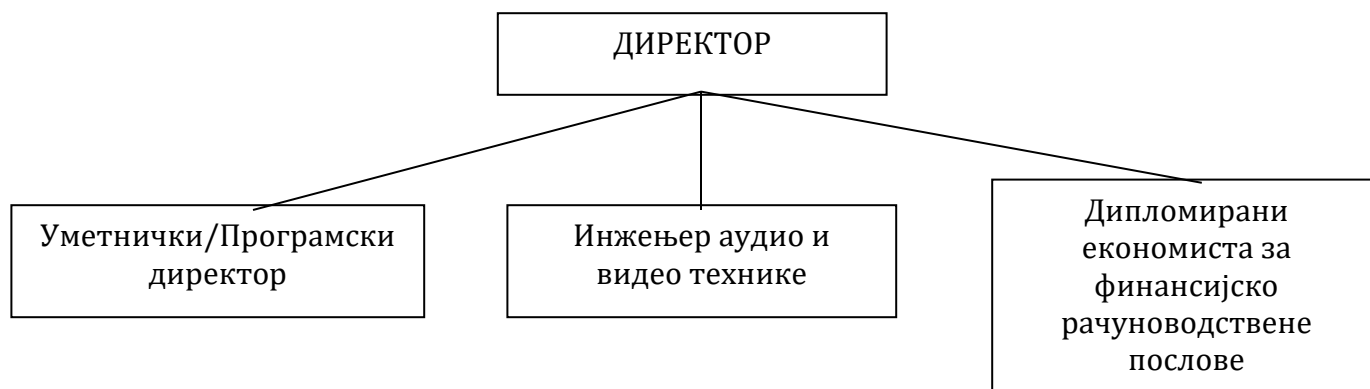 ДИРЕКТОР
Уметнички/Програмски
директор
Инжењер аудио и
видео технике
Дипломирани
економиста за
финансијско
рачуноводствене
послове